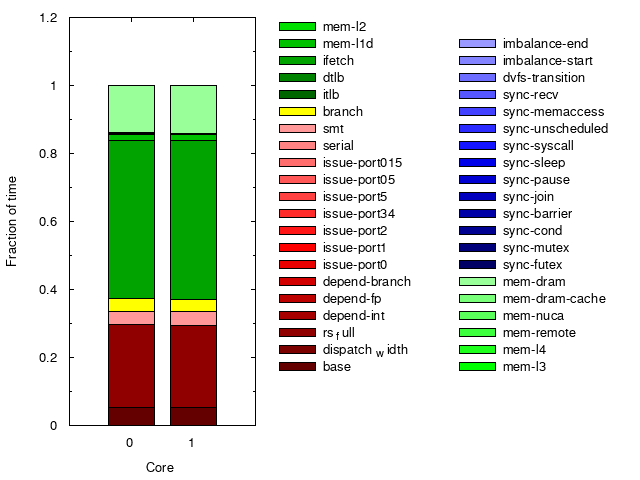 1.2
1
0.8
0.6
0.4
0.2
0
Fraction of time
0 1
Core
mem-l2
mem-l1d
ifetch
dtlb
itlb
branch
smt
serial
issue-port015
issue-port05
issue-port5
issue-port34
issue-port2
issue-port1
issue-port0
depend-branch
depend-fp
depend-int
rs f ull
dispatch w idth
base
imbalance-end
imbalance-start
dvfs-transition
sync-recv
sync-memaccess
sync-unscheduled
sync-syscall
sync-sleep
sync-pause
sync-join
sync-barrier
sync-cond
sync-mutex
sync-futex
mem-dram
mem-dram-cache
mem-nuca
mem-remote
mem-l4
mem-l3